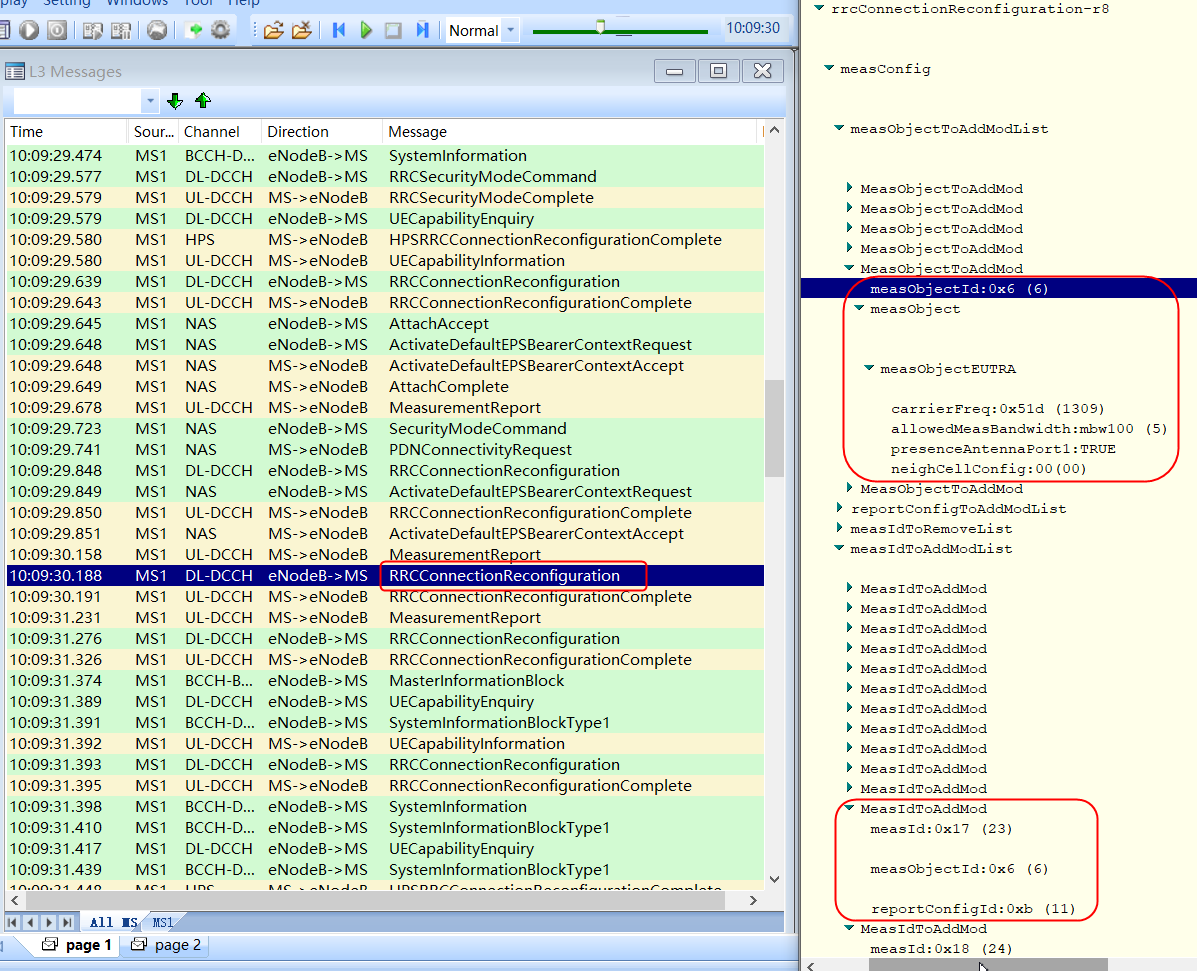 play Setting Windows Tool Help
Normal
10:09:30
L3 Messages
Time Sour... Channel Direction Message
10:09:29.474 MS1 BCCH-D... eNodeB->MS SystemInformation
10:09:29.577 MS1 DL-DCCH eNodeB->MS RRCSecurityModeCommand
10:09:29.579 MS1 UL-DCCH MS->eNodeB RRCSecurityModeComplete
10:09:29.579 MS1 DL-DCCH eNodeB->MS UECapabilityEnquiry
10:09:29.580 MS1 HPS MS->eNodeB HPSRRCConnectionReconfigurationComplete
10:09:29.580 MS1 UL-DCCH MS->eNodeB UECapabilityInformation
10:09:29.639 MS1 DL-DCCH eNodeB->MS RRCConnectionReconfiguration
10:09:29.643 MS1 UL-DCCH MS->eNodeB RRCConnectionReconfigurationComplete
10:09:29.645 MS1 NAS eNodeB->MS AttachAccept
10:09:29.648 MS1 NAS eNodeB->MS ActivateDefaultEPSBearerContextRequest
10:09:29.648 MS1 NAS MS->eNodeB ActivateDefaultEPSBearerContextAccept
10:09:29.649 MS1 NAS MS->eNodeB AttachComplete
10:09:29.678 MS1 UL-DCCH MS->eNodeB MeasurementReport
10:09:29.723 MS1 NAS eNodeB->MS SecurityModeCommand
10:09:29.741 MS1 NAS MS->eNodeB PDNConnectivityRequest
10:09:29.848 MS1 DL-DCCH eNodeB->MS RRCConnectionReconfiguration
10:09:29.849 MS1 NAS eNodeB->MS ActivateDefaultEPSBearerContextRequest
10:09:29.850 MS1 UL-DCCH MS->eNodeB RRCConnectionReconfigurationComplete
10:09:29.851 MS1 NAS MS->eNodeB ActivateDefaultEPSBearerContextAccept
10:09:30.158 MS1 UL-DCCH MS->eNodeB MeasurementReport
10:09:30.188 MS1 DL-DCCH eNodeB->MS RRCConnectionReconfiguration
10:09:30.191 MS1 UL-DCCH MS->eNodeB RRCConnectionReconfigurationComplete
10:09:31.231 MS1 UL-DCCH MS->eNodeB MeasurementReport
10:09:31.276 MS1 DL-DCCH eNodeB->MS RRCConnectionReconfiguration
10:09:31.326 MS1 UL-DCCH MS->eNodeB RRCConnectionReconfigurationComplete
10:09:31.374 MS1 BCCH-B... eNodeB->MS MasterInformationBlock
10:09:31.389 MS1 DL-DCCH eNodeB->MS UECapabilityEnquiry
10:09:31.391 MS1 BCCH-D... eNodeB->MS SystemInformationBlockType1
10:09:31.392 MS1 UL-DCCH MS->eNodeB UECapabilityInformation
10:09:31.393 MS1 DL-DCCH eNodeB->MS RRCConnectionReconfiguration
10:09:31.395 MS1 UL-DCCH MS->eNodeB RRCConnectionReconfigurationComplete
10:09:31.398 MS1 BCCH-D... eNodeB->MS SystemInformation
10:09:31.410 MS1 BCCH-D... eNodeB->MS SystemInformationBlockType1
10:09:31.417 MS1 DL-DCCH eNodeB->MS UECapabilityEnquiry
10:09:31.439 MS1 BCCH-D... eNodeB->MS SystemInformationBlockType1
10:09:31.448 MS1 HPS MS->eNodeB HPSRRCConnectionReconfigurationComplete
All MS MS1
page 1 page 2
rrcConnectionReconfiguration-r8
measConfig
measObjectToAddModList
MeasObjectToAddMod
MeasObjectToAddMod
MeasObjectToAddMod
MeasObjectToAddMod
MeasObjectToAddMod
measObjectId:0x6 (6)
measObject
measObjectEUTRA
carrierFreq:0x51d (1309)
allowedMeasBandwidth:mbw100 (5)
presenceAntennaPort1:TRUE
neighCellConfig:00(00)
MeasObjectToAddMod
reportConfigToAddModList
measIdToRemoveList
measIdToAddModList
MeasIdToAddMod
MeasIdToAddMod
MeasIdToAddMod
MeasIdToAddMod
MeasIdToAddMod
MeasIdToAddMod
MeasIdToAddMod
MeasIdToAddMod
MeasIdToAddMod
MeasIdToAddMod
MeasIdToAddMod
MeasIdToAddMod
measId:0x17 (23)
measObjectId:0x6 (6)
reportConfigId:0xb (11)
MeasIdToAddMod
measId:0x18 (24)